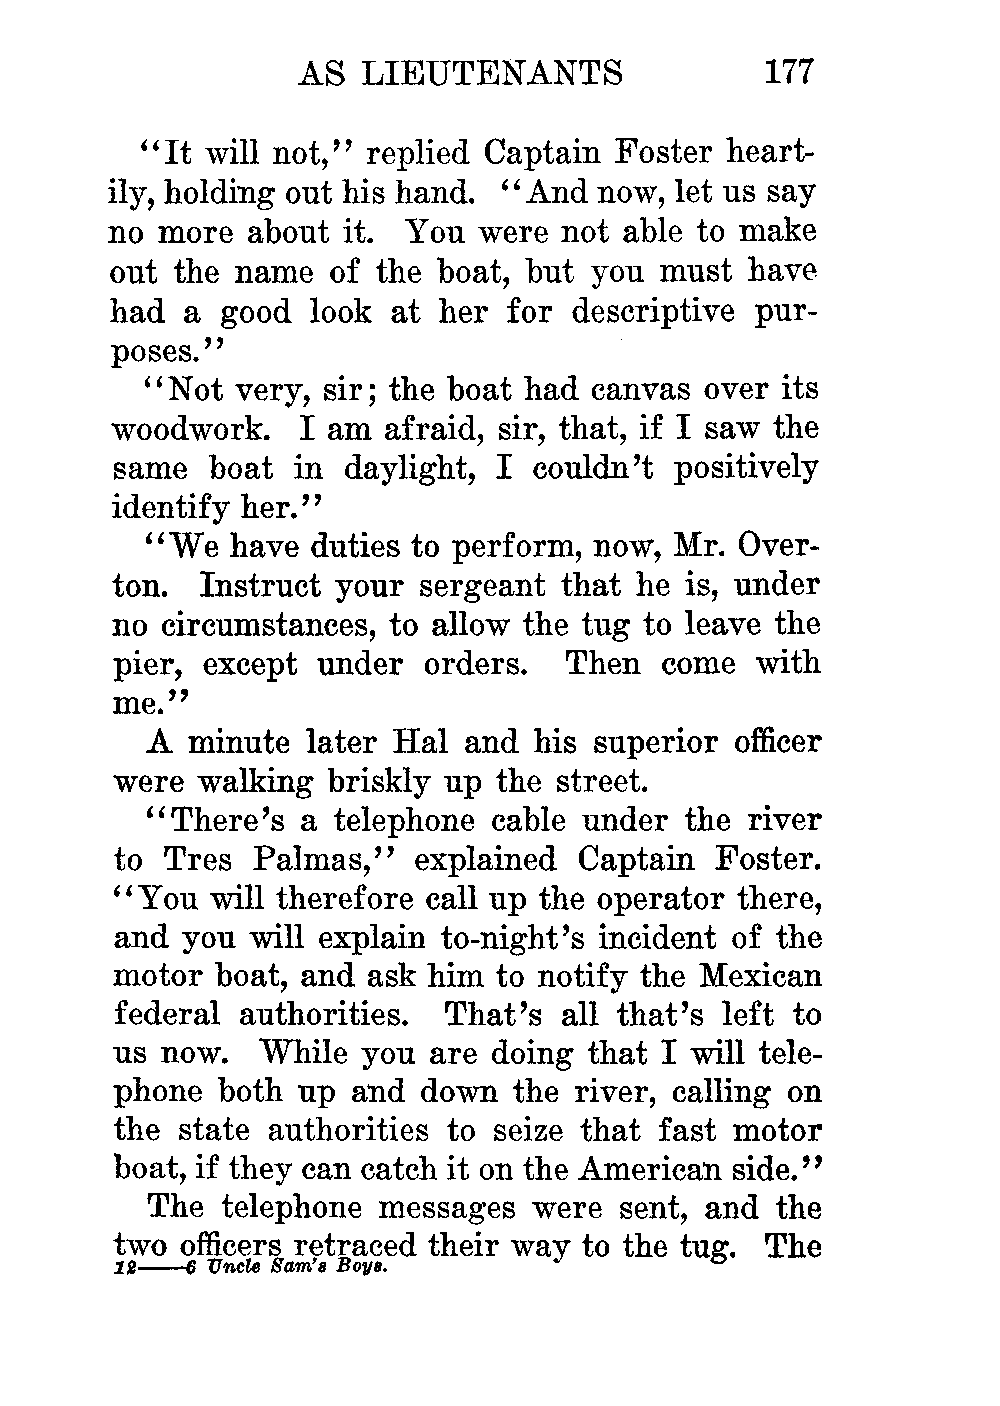 AS LIEUTENANTS 177
“It will not,” replied Captain Foster heart-
ily, holding out his hand. “And now, let us say
no more about it. You were not able to make
out the name of the boat, but you must have
had a good look at her for descriptive pur-
poses.”
“Not very, sir; the boat had canvas over its
woodwork. I am afraid, sir, that, if I saw the
same boat in daylight, I couldn’t positively
identify her.”
“We have duties to perform, now, Mr. Over-
ton. Instruct your sergeant that he is, under
no circumstances, to allow the tug to leave the
pier, except under orders. Then come with
me.”
A minute later Hal and his superior officer
were walking briskly up the street.
“There’s a telephone cable under the river
to Tres Palmas,” explained Captain Foster.
“You will therefore call up the operator there,
and you will explain to-night’s incident of the
motor boat, and ask him to notify the Mexican
federal authorities. That’s all that’s left to
us now. While you are doing that I will tele-
phone both up and down the river, calling on
the state authorities to seize that fast motor
boat, if they can catch it on the American side.”
The telephone messages were sent, and the
two officers retraced their way to the tug. The
12——6 Uncle Sam’s Boys.